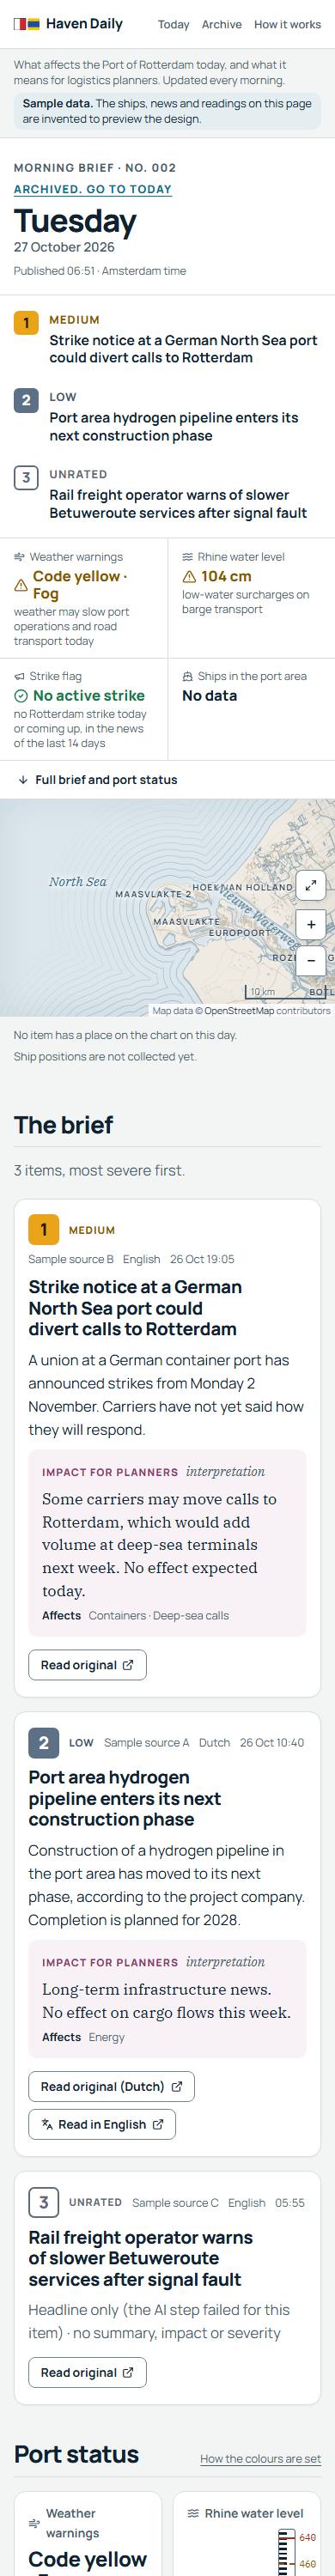 Haven Daily
Today Archive How it works
What affects the Port of Rotterdam today, and what it
means for logistics planners. Updated every morning.
Sample data. The ships, news and readings on this page
are invented to preview the design.
MORNING BRIEF · NO. 002
ARCHIVED. GO TO TODAY
Tuesday
27 October 2026
Published 06:51 · Amsterdam time
1 MEDIUM
Strike notice at a German North Sea port
could divert calls to Rotterdam
2 LOW
Port area hydrogen pipeline enters its
next construction phase
3 UNRATED
Rail freight operator warns of slower
Betuweroute services after signal fault
Weather warnings
Code yellow ·
Fog
weather may slow port
operations and road
transport today
Rhine water level
104 cm
low-water surcharges on
barge transport
Strike flag
No active strike
no Rotterdam strike today
or coming up, in the news
of the last 14 days
Ships in the port area
No data
Full brief and port status
North Sea
MAASVLAKTE 2
HOEK VAN HOLLAND
Nieuwe Waterweg
MAASVLAKTE
EUROPOORT
+
−
10 km
Map data © OpenStreetMap contributors
No item has a place on the chart on this day.
Ship positions are not collected yet.
The brief
3 items, most severe first.
1 MEDIUM
Sample source B English 26 Oct 19:05
Strike notice at a German
North Sea port could
divert calls to Rotterdam
A union at a German container port has
announced strikes from Monday 2
November. Carriers have not yet said how
they will respond.
IMPACT FOR PLANNERS interpretation
Some carriers may move calls to
Rotterdam, which would add
volume at deep-sea terminals
next week. No effect expected
today.
Affects Containers · Deep-sea calls
Read original
2 LOW Sample source A Dutch 26 Oct 10:40
Port area hydrogen
pipeline enters its next
construction phase
Construction of a hydrogen pipeline in
the port area has moved to its next
phase, according to the project company.
Completion is planned for 2028.
IMPACT FOR PLANNERS interpretation
Long-term infrastructure news.
No effect on cargo flows this week.
Affects Energy
Read original (Dutch)
Read in English
3 UNRATED Sample source C English 05:55
Rail freight operator warns
of slower Betuweroute
services after signal fault
Headline only (the AI step failed for this
item) · no summary, impact or severity
Read original
Port status
How the colours are set
Weather
warnings
Code yellow
Rhine water level
640
460